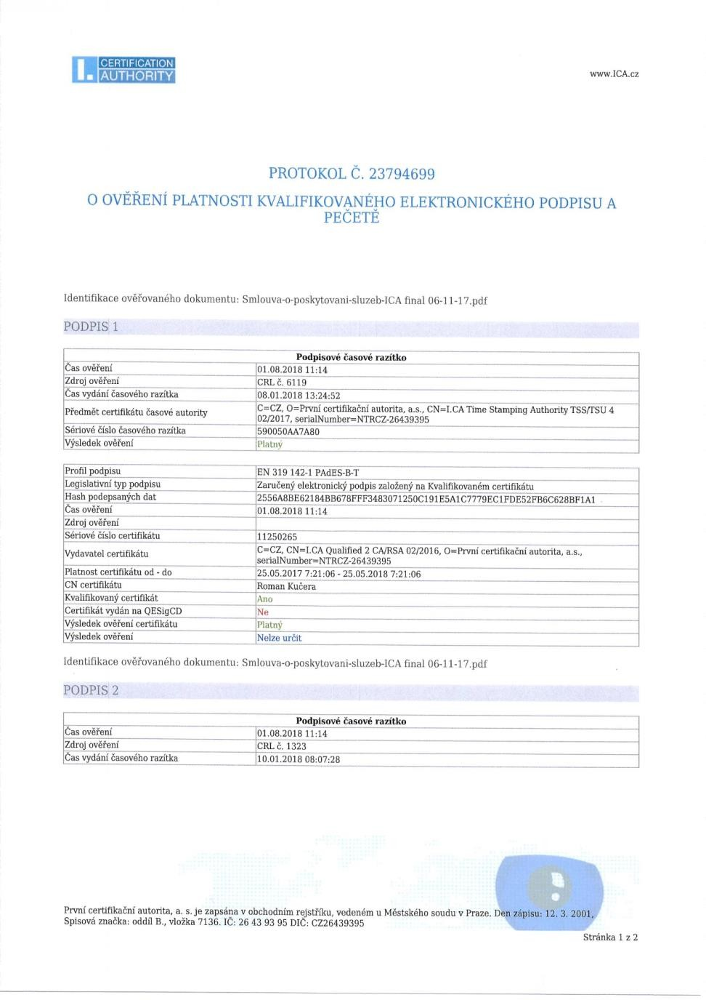 I. CERTIFICATION
AUTHORITY
www.ICA.cz
PROTOKOL Č. 23794699
O OVĚŘENÍ PLATNOSTI KVALIFIKOVANÉHO ELEKTRONICKÉHO PODPISU A
PEČETĚ
Identifikace ověřovaného dokumentu: Smlouva-o-poskytovani-sluzeb-ICA final 06-11-17.pdf
PODPIS 1
Podpisové časové razítko
Čas ověření 01.08.2018 11:14
Zdroj ověření CRL č. 6119
Čas vydání časového razítka 08.01.2018 13:24:52
Předmět certifikátu časové autority C=CZ, O=První certifikační autorita, a.s., CN=I.CA Time Stamping Authority TSS/TSU 4
02/2017, serialNumber=NTRCZ-26439395
Sériové číslo časového razítka 590050AA7A80
Výsledek ověření Platný
Profil podpisu EN 319 142-1 PAdES-B-T
Legislativní typ podpisu Zaručený elektronický podpis založený na Kvalifikovaném certifikátu
Hash podepsaných dat 2556A8BE62184BB678FFF3483071250C191E5A1C7779EC1FDE52FB6C628BF1A1
Čas ověření 01.08.2018 11:14
Zdroj ověření
Sériové číslo certifikátu 11250265
Vydavatel certifikátu C=CZ, CN=I.CA Qualified 2 CA/RSA 02/2016, O=První certifikační autorita, a.s.,
serialNumber=NTRCZ-26439395
Platnost certifikátu od - do 25.05.2017 7:21:06 - 25.05.2018 7:21:06
CN certifikátu Roman Kučera
Kvalifikovaný certifikát Ano
Certifikát vydán na QESigCD Ne
Výsledek ověření certifikátu Platný
Výsledek ověření Nelze určit
Identifikace ověřovaného dokumentu: Smlouva-o-poskytovani-sluzeb-ICA final 06-11-17.pdf
PODPIS 2
Podpisové časové razítko
Čas ověření 01.08.2018 11:14
Zdroj ověření CRL č. 1323
Čas vydání časového razítka 10.01.2018 08:07:28
První certifikační autorita, a. s. je zapsána v obchodním rejstříku, vedeném u Městského soudu v Praze. Den zápisu: 12. 3. 2001,
Spisová značka: oddíl B., vložka 7136. IČ: 26 43 93 95 DIČ: CZ26439395
Stránka 1 z 2